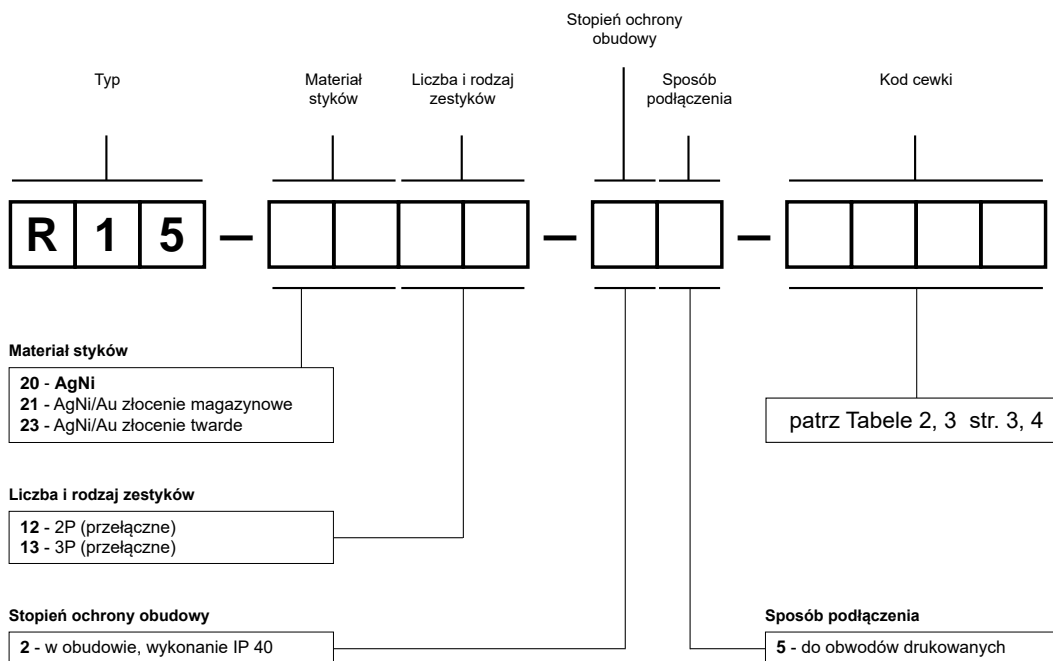 Stopień ochrony
obudowy
Typ
Materiał
styków
Liczba i rodzaj
zestyków
Sposób
podłączenia
Kod cewki
R 1 5 – – –
Materiał styków
20 - AgNi
21 - AgNi/Au złocenie magazynowe
23 - AgNi/Au złocenie twarde
patrz Tabele 2, 3 str. 3, 4
Liczba i rodzaj zestyków
12 - 2P (przełączne)
13 - 3P (przełączne)
Stopień ochrony obudowy
2 - w obudowie, wykonanie IP 40
Sposób podłączenia
5 - do obwodów drukowanych